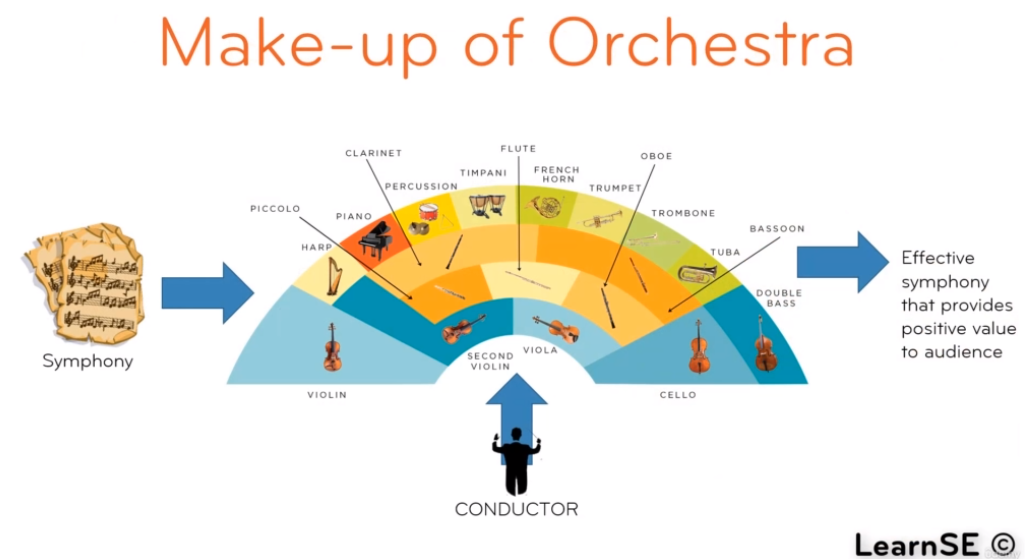 Make-up of Orchestra
CLARINET
FLUTE
OBOE
TIMPANI
FRENCH
HORN
PERCUSSION
TRUMPET
PICCOLO
PIANO
TROMBONE
BASSOON
HARP
TUBA
Effective
symphony
that provides
positive value
to audience
DOUBLE
BASS
Symphony
SECOND
VIOLIN
VIOLA
VIOLIN
CELLO
CONDUCTOR
LearnSE ©